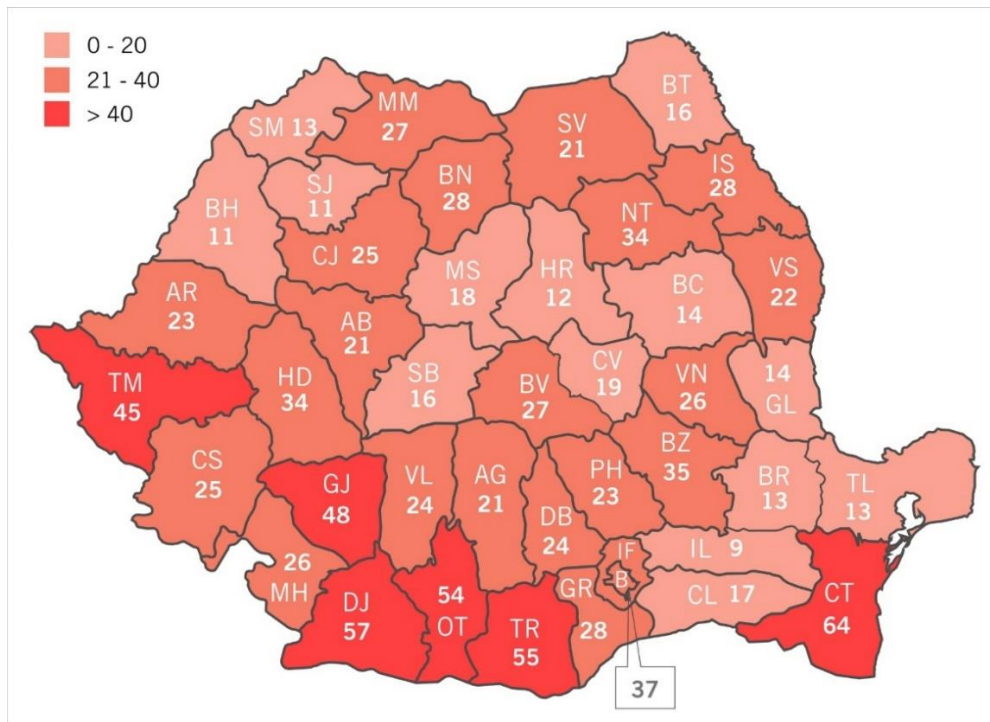 0 - 20
21 - 40
> 40
SM 13
MM
27
SV
21
BT
16
BH
11
SJ
11
BN
28
IS
28
CJ 25
NT
34
MS
18
HR
12
BC
14
VS
22
AR
23
AB
21
TM
45
HD
34
SB
16
BV
27
CV
19
VN
26
14
GL
CS
25
GJ
48
VL
24
AG
21
DB
24
PH
23
BZ
35
BR
13
TL
13
26
MH
DJ
57
54
OT
TR
55
GR
28
IF
B
IL 9
CL 17
CT
64
37